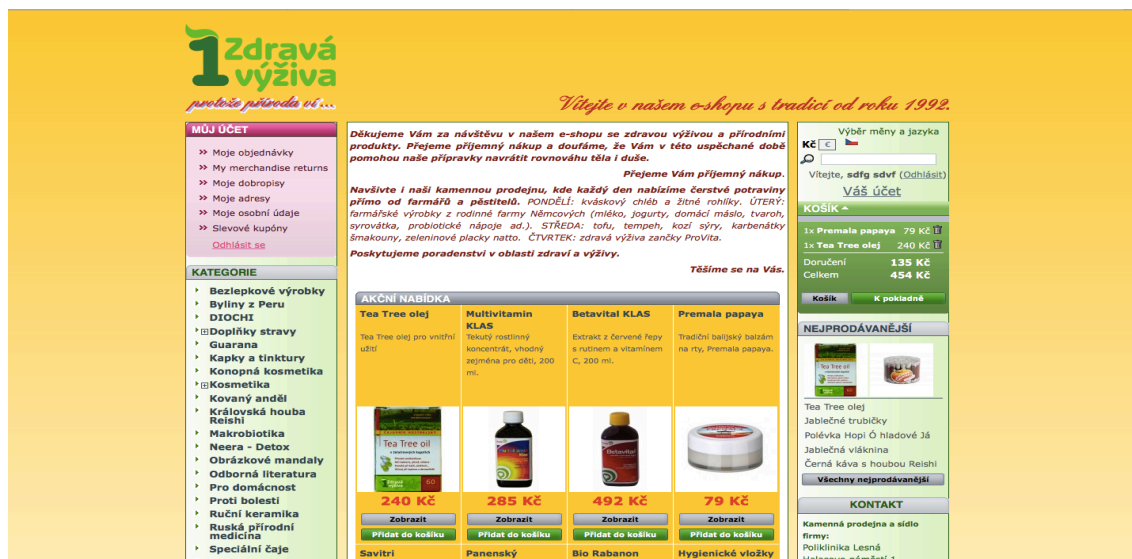 1 Zdravá
výživa
protože příroda ví ...
Vítejte v našem e-shopu s tradicí od roku 1992.
MŮJ ÚČET
Moje objednávky
My merchandise returns
Moje dobropisy
Moje adresy
Moje osobní údaje
Slevové kupóny
Odhlásit se
KATEGORIE
Bezlepkové výrobky
Byliny z Peru
DIOCHI
Doplňky stravy
Guarana
Kapky a tinktury
Konopná kosmetika
Kosmetika
Kovaný anděl
Královská houba
Reishi
Makrobiotika
Neera - Detox
Obrázkové mandaly
Odborná literatura
Pro domácnost
Proti bolesti
Ruční keramika
Ruská přírodní
medicína
Speciální čaje
Děkujeme Vám za návštěvu v našem e-shopu se zdravou výživou a přírodními
produkty. Přejeme příjemný nákup a doufáme, že Vám v této uspěchané době
pomohou naše přípravky navrátit rovnováhu těla i duše.
Přejeme Vám příjemný nákup.
Navšivte i naši kamennou prodejnu, kde každý den nabízíme čerstvé potraviny
přímo od farmářů a pěstitelů. PONDĚLÍ: kváskový chléb a žitné rohlíky. ÚTERÝ:
farmářské výrobky z rodinné farmy Němcových (mléko, jogurty, domácí máslo, tvaroh,
syrovátka, probiotické nápoje ad.). STŘEDA: tofu, tempeh, kozí sýry, karbenátky
šmakouny, zeleninové placky natto. ČTVRTEK: zdravá výživa zančky ProVita.
Poskytujeme poradenství v oblasti zdraví a výživy.
Těšíme se na Vás.
AKČNÍ NABÍDKA
Tea Tree olej
Tea Tree olej pro vnitřní
užití
Tea Tree oil
60
240 Kč
Zobrazit
Přidat do košíku
Savitri
Multivitamin
KLAS
Tekutý rostlinný
koncentrát, vhodný
zejména pro děti, 200
ml.
285 Kč
Zobrazit
Přidat do košíku
Panenský
Betavital KLAS
Extrakt z červené řepy
s rutinem a vitamínem
C, 200 ml.
Betavital
492 Kč
Zobrazit
Přidat do košíku
Bio Rabanon
Premala papaya
Tradiční balijský balzám
na rty, Premala papaya.
79 Kč
Zobrazit
Přidat do košíku
Hygienické vložky
Výběr měny a jazyka
Kč €
Vítejte, sdfg sdvf (Odhlásit)
Váš účet
KOŠÍK
1x Premala papaya 79 Kč
1x Tea Tree olej 240 Kč
Doručení 135 Kč
Celkem 454 Kč
Košík K pokladně
NEJPRODÁVANĚJŠÍ
Tea Tree oil
Tea Tree olej
Jablečné trubičky
Polévka Hopi Ó hladové Já
Jablečná vláknina
Černá káva s houbou Reishi
Všechny nejprodávanější
KONTAKT
Kamenná prodejna a sídlo
firmy:
Poliklinika Lesná